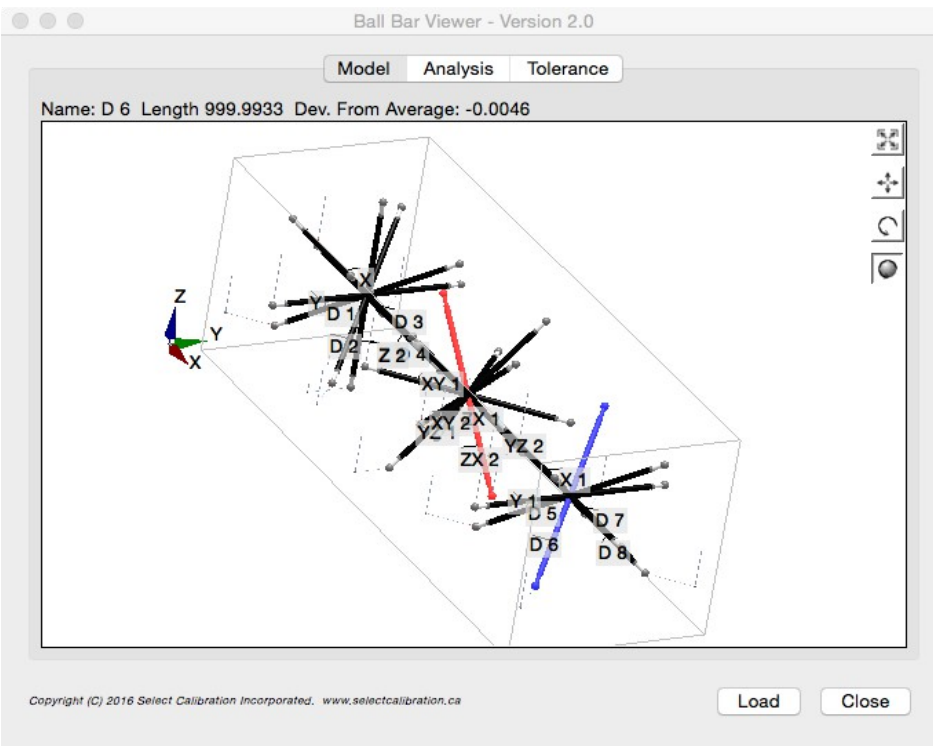 Ball Bar Viewer - Version 2.0
Model Analysis Tolerance
Name: D 6 Length 999.9933 Dev. From Average: -0.0046
X
Z
Y
D 1
D 3
Y
D 2
Z 2
4
X
XY 1
XY 2
X 1
YZ 1
YZ 2
ZX 2
X 1
Y 1
D 5
D 7
D 6
D 8
Copyright (C) 2016 Select Calibration Incorporated. www.selectcalibration.ca
Load Close